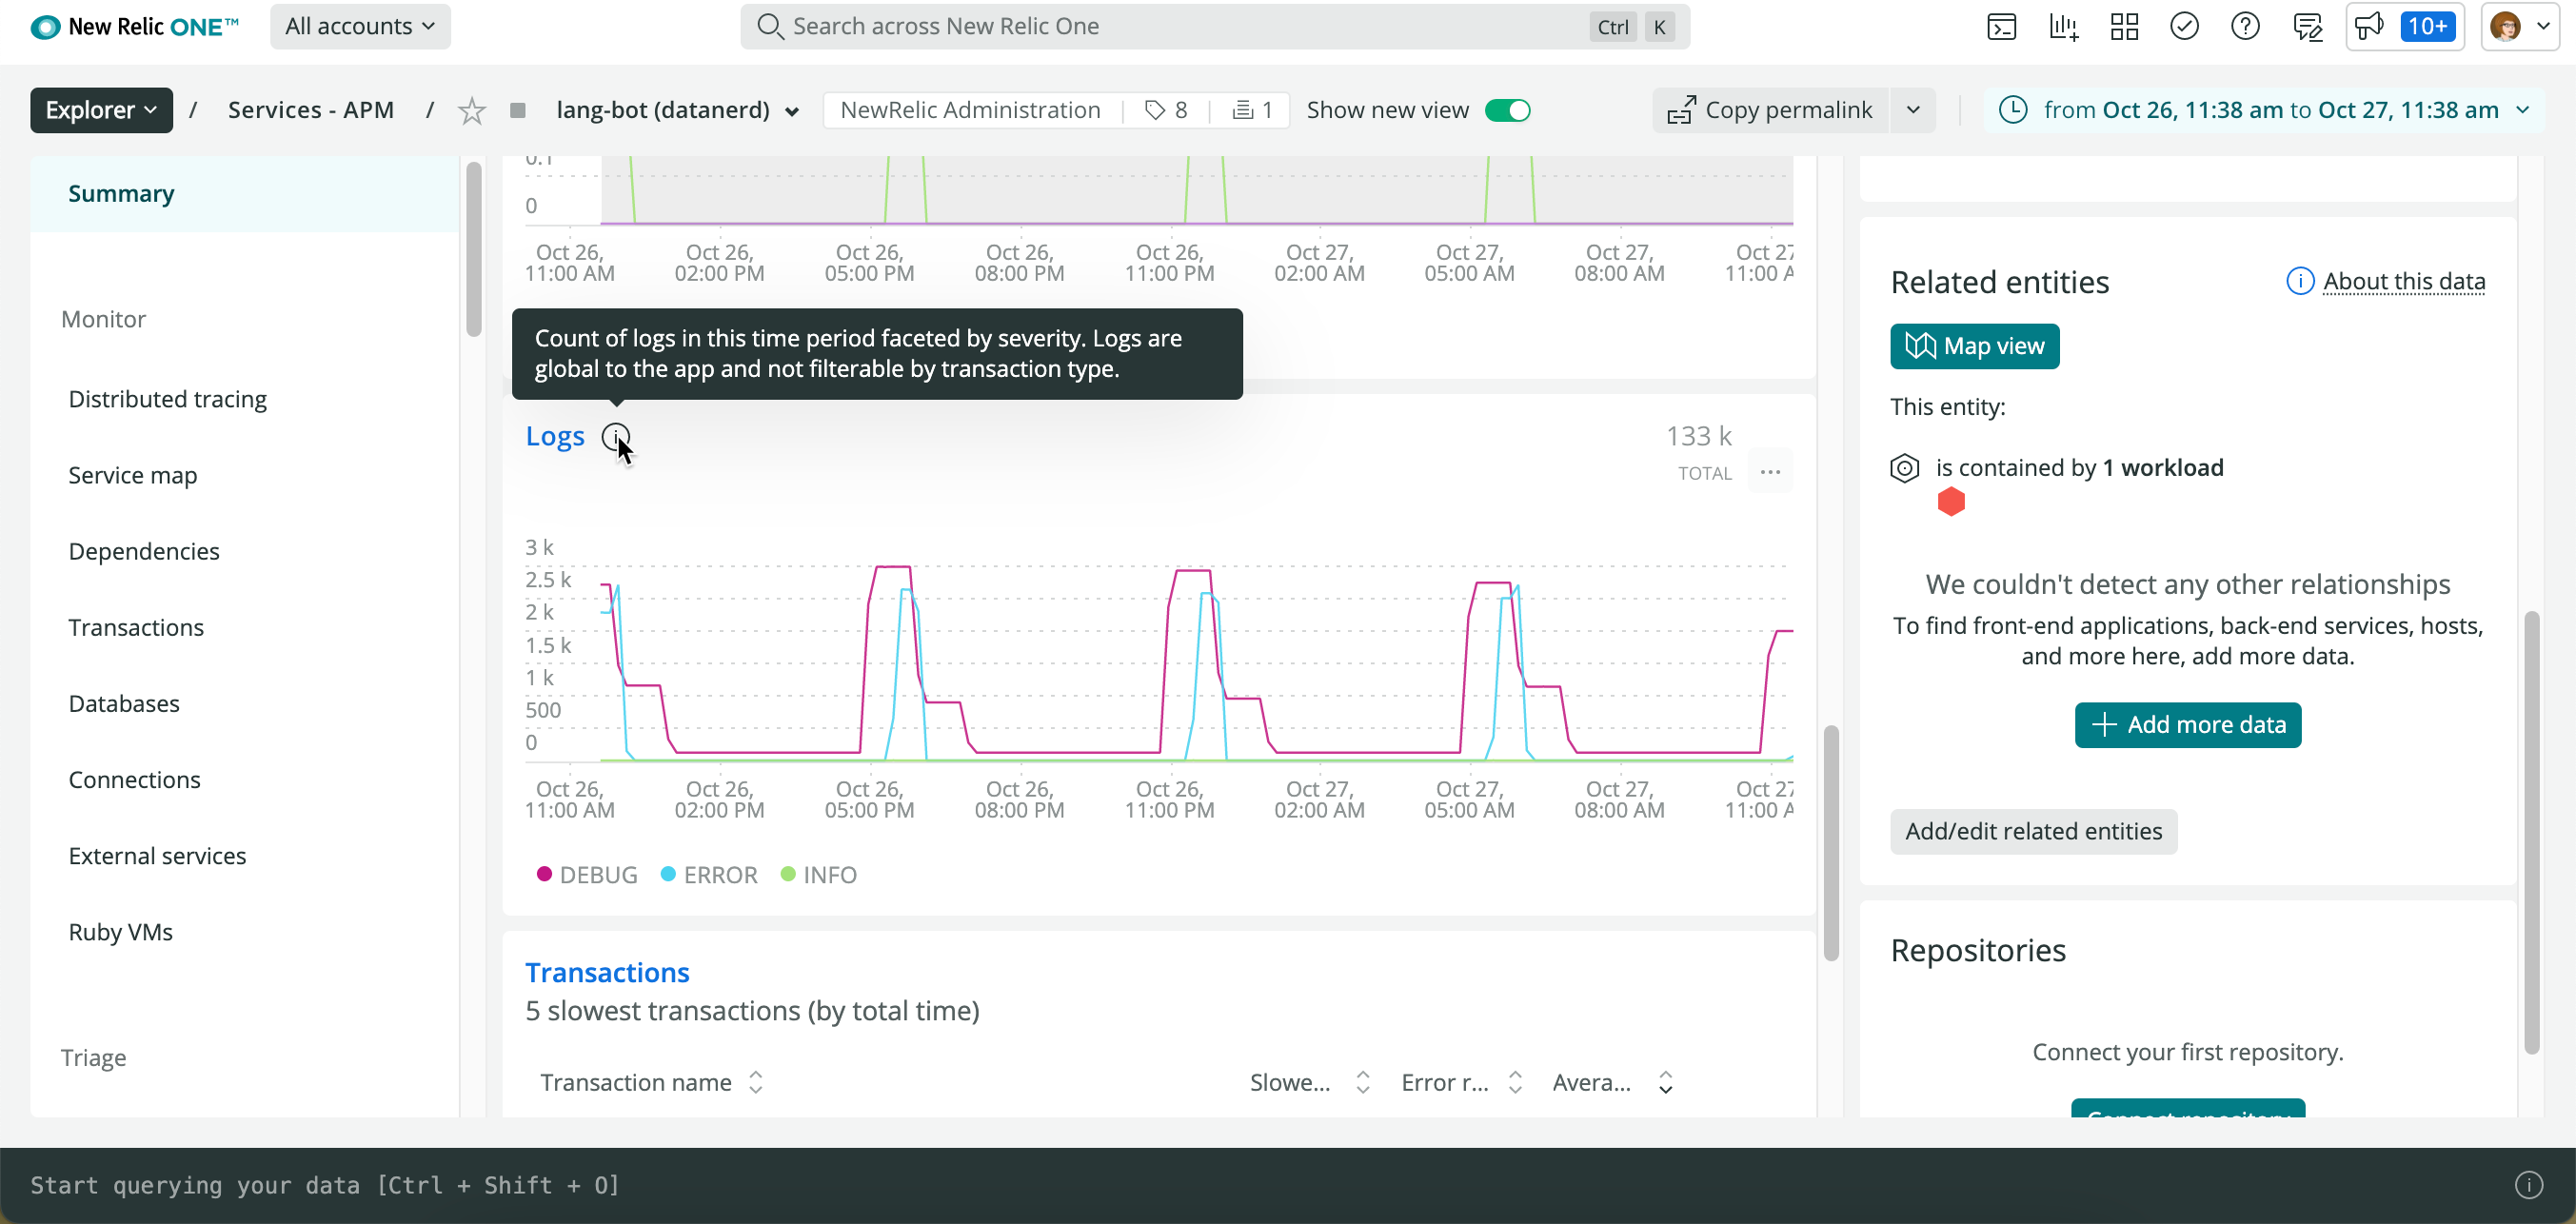 New Relic ONE™
All accounts
Search across New Relic One
Ctrl K
10+
Explorer / Services - APM / lang-bot (datanerd)
NewRelic Administration 8 1
Show new view
Copy permalink
from Oct 26, 11:38 am to Oct 27, 11:38 am
Summary
Monitor
Distributed tracing
Service map
Dependencies
Transactions
Databases
Connections
External services
Ruby VMs
Triage
0.1
0
Oct 26, 11:00 AM
Oct 26, 02:00 PM
Oct 26, 05:00 PM
Oct 26, 08:00 PM
Oct 26, 11:00 PM
Oct 27, 02:00 AM
Oct 27, 05:00 AM
Oct 27, 08:00 AM
Oct 27 11:00 A
Count of logs in this time period faceted by severity. Logs are
global to the app and not filterable by transaction type.
Logs
133 k
TOTAL
3 k
2.5 k
2 k
1.5 k
1 k
500
0
Oct 26, 11:00 AM
Oct 26, 02:00 PM
Oct 26, 05:00 PM
Oct 26, 08:00 PM
Oct 26, 11:00 PM
Oct 27, 02:00 AM
Oct 27, 05:00 AM
Oct 27, 08:00 AM
Oct 27 11:00 A
DEBUG ERROR INFO
Transactions
5 slowest transactions (by total time)
Transaction name Slowe... Error r... Avera...
Related entities
About this data
Map view
This entity:
is contained by 1 workload
We couldn't detect any other relationships
To find front-end applications, back-end services, hosts,
and more here, add more data.
Add more data
Add/edit related entities
Repositories
Connect your first repository.
Connect repository
Start querying your data [Ctrl + Shift + O]